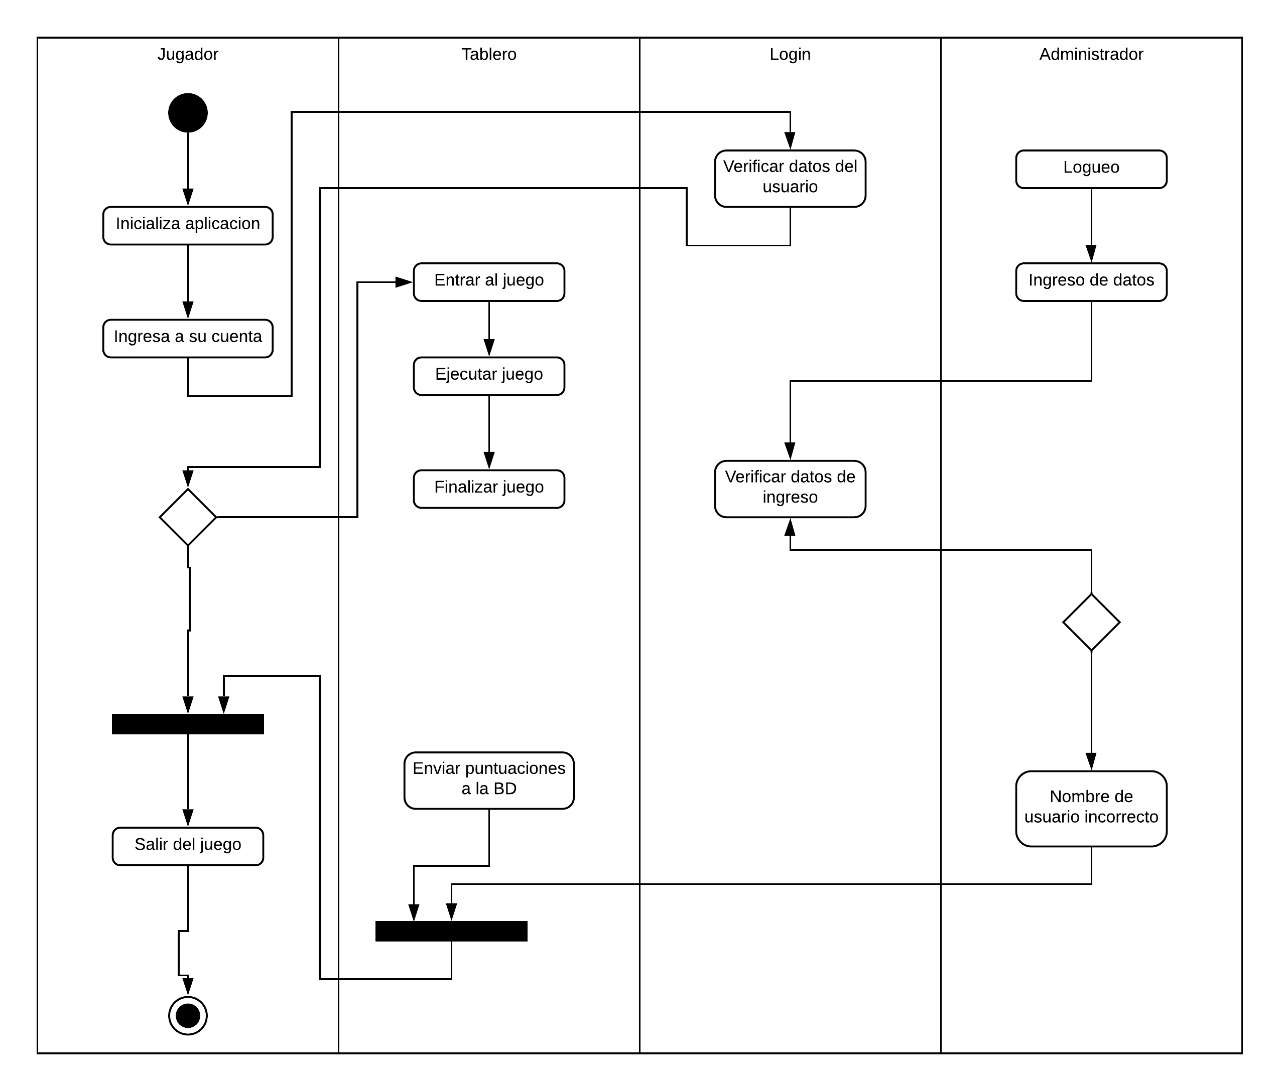 Jugador
Tablero
Login
Administrador
Verificar datos del
usuario
Logueo
Inicializa aplicacion
Entrar al juego
Ingreso de datos
Ingresa a su cuenta
Ejecutar juego
Finalizar juego
Verificar datos de
ingreso
Enviar puntuaciones
a la BD
Nombre de
usuario incorrecto
Salir del juego